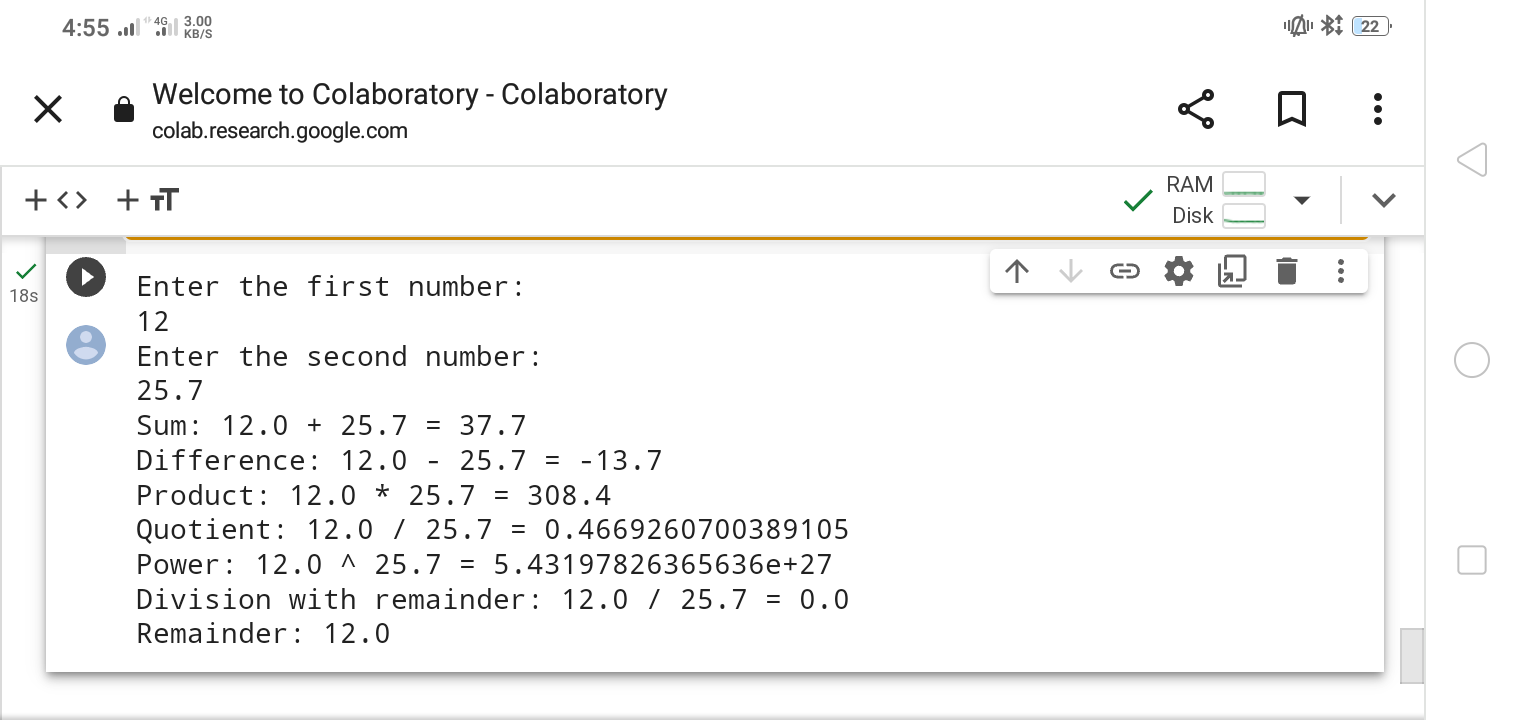 4:55 4G 3.00 KB/S 22
Welcome to Colaboratory - Colaboratory
colab.research.google.com
+ <> + TT RAM
Disk
18s
Enter the first number:
12
Enter the second number:
25.7
Sum: 12.0 + 25.7 = 37.7
Difference: 12.0 - 25.7 = -13.7
Product: 12.0 * 25.7 = 308.4
Quotient: 12.0 / 25.7 = 0.4669260700389105
Power: 12.0 ^ 25.7 = 5.43197826365636e+27
Division with remainder: 12.0 / 25.7 = 0.0
Remainder: 12.0